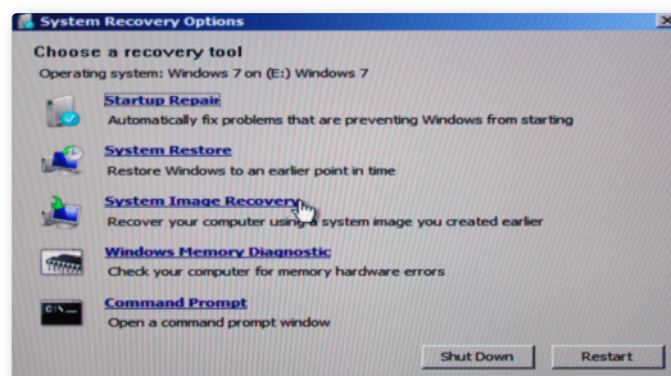 System Recovery Options
Choose a recovery tool
Operating system: Windows 7 on (E:) Windows 7
Startup Repair
Automatically fix problems that are preventing Windows from starting
System Restore
Restore Windows to an earlier point in time
System Image Recovery
Recover your computer using a system image you created earlier
Windows Memory Diagnostic
Check your computer for memory hardware errors
C:\_
Command Prompt
Open a command prompt window
Shut Down Restart